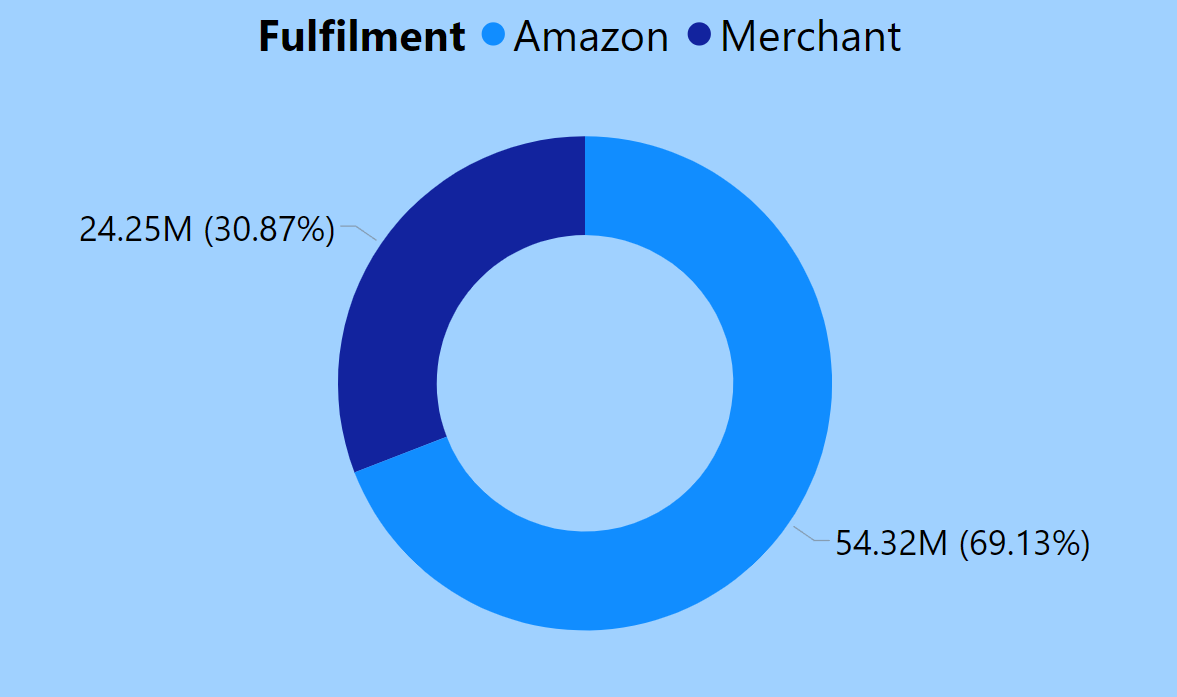 Fulfilment Amazon Merchant
24.25M (30.87%)
54.32M (69.13%)